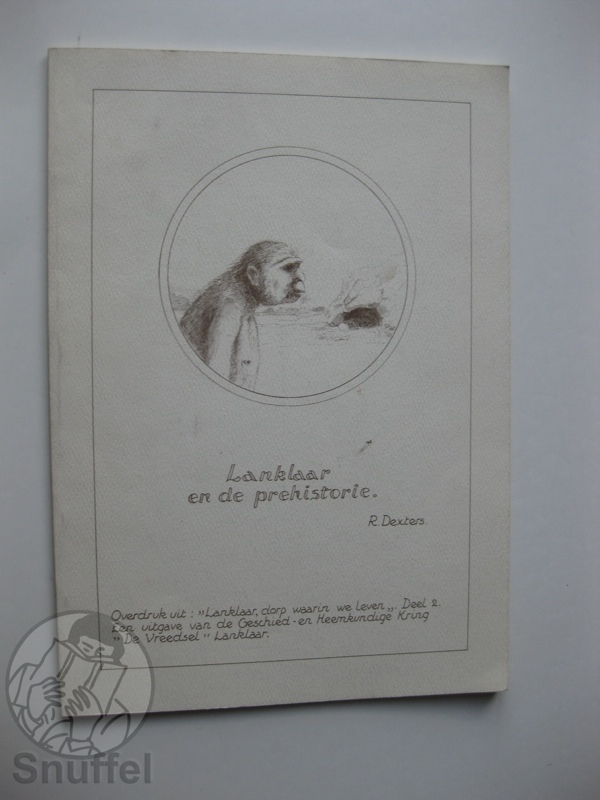 Lanklaar
en de prehistorie.
R. Dexters.
Overdruk uit : "Lanklaar, dorp waarin we leven„. Deel 2.
Een uitgave van de Geschied- en Heemkundige Kring
" De Vreedsel " Lanklaar.
Snuffel